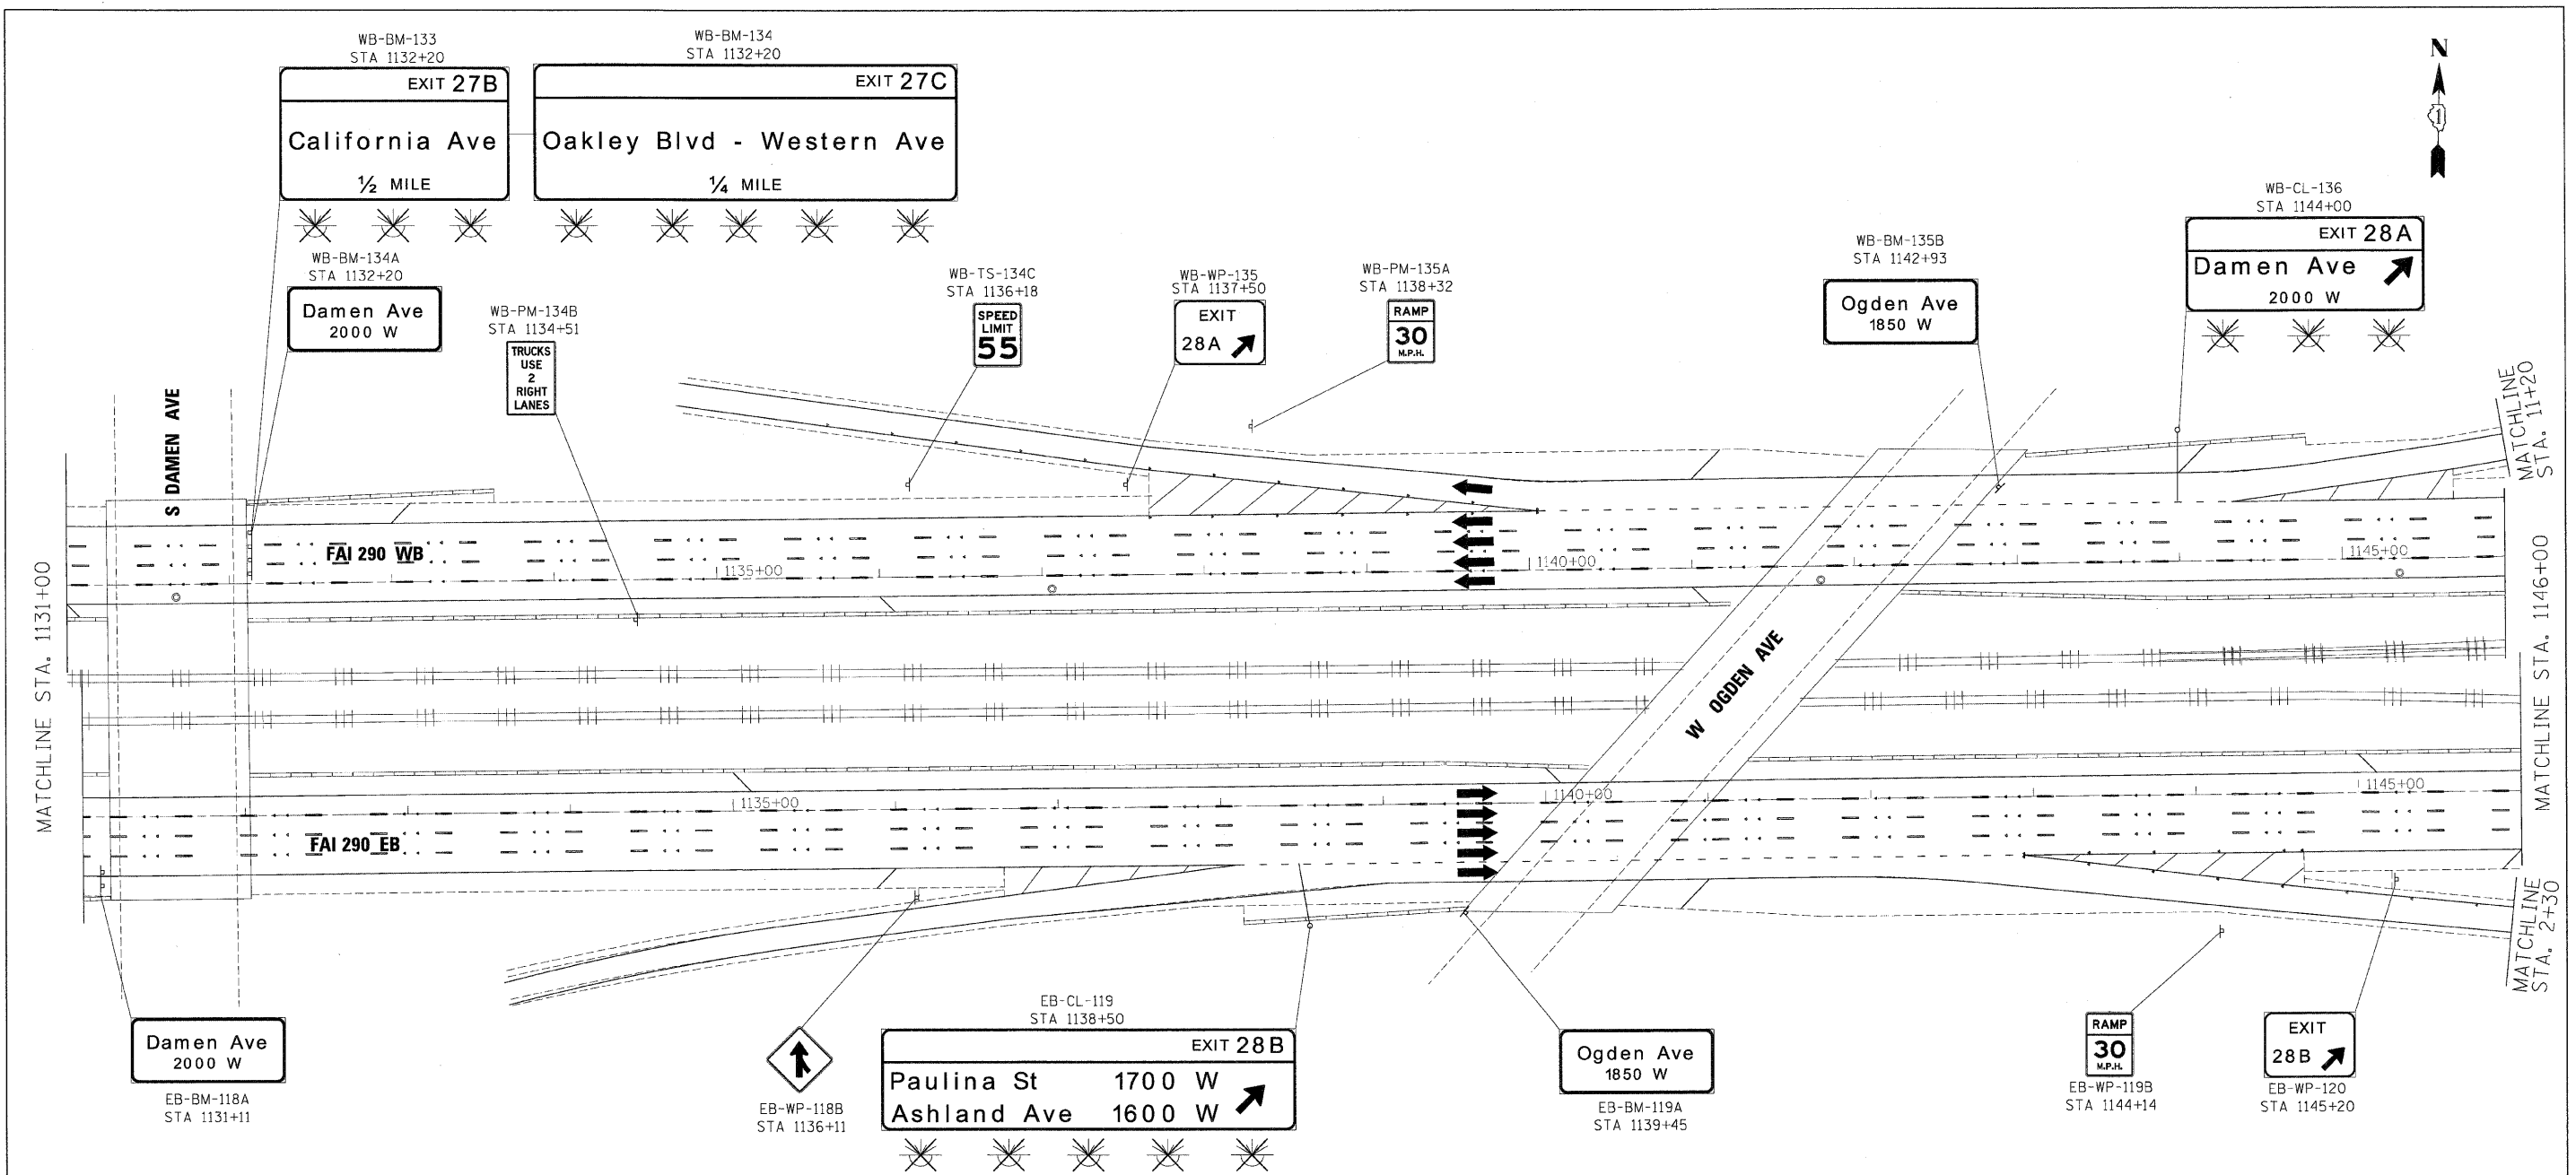 WB-BM-133
STA 1132+20
EXIT 27B
California Ave
½ MILE
WB-BM-134
STA 1132+20
EXIT 27C
Oakley Blvd - Western Ave
¼ MILE
N
1
WB-BM-134A
STA 1132+20
Damen Ave
2000 W
WB-PM-134B
STA 1134+51
TRUCKS
USE
2
RIGHT
LANES
WB-TS-134C
STA 1136+18
SPEED
LIMIT
55
WB-WP-135
STA 1137+50
EXIT
28A
WB-PM-135A
STA 1138+32
RAMP
30
M.P.H.
WB-BM-135B
STA 1142+93
Ogden Ave
1850 W
WB-CL-136
STA 1144+00
EXIT 28A
Damen Ave
2000 W
MATCHLINE
STA. 11+20
S DAMEN AVE
FAI 290 WB
1135+00
1140+00
1145+00
MATCHLINE STA. 1131+00
W OGDEN AVE
MATCHLINE STA. 1146+00
1135+00
1140+00
1145+00
FAI 290 EB
MATCHLINE
STA. 2+30
Damen Ave
2000 W
EB-BM-118A
STA 1131+11
EB-WP-118B
STA 1136+11
EB-CL-119
STA 1138+50
EXIT 28B
Paulina St 1700 W
Ashland Ave 1600 W
Ogden Ave
1850 W
EB-BM-119A
STA 1139+45
RAMP
30
M.P.H.
EB-WP-119B
STA 1144+14
EXIT
28B
EB-WP-120
STA 1145+20